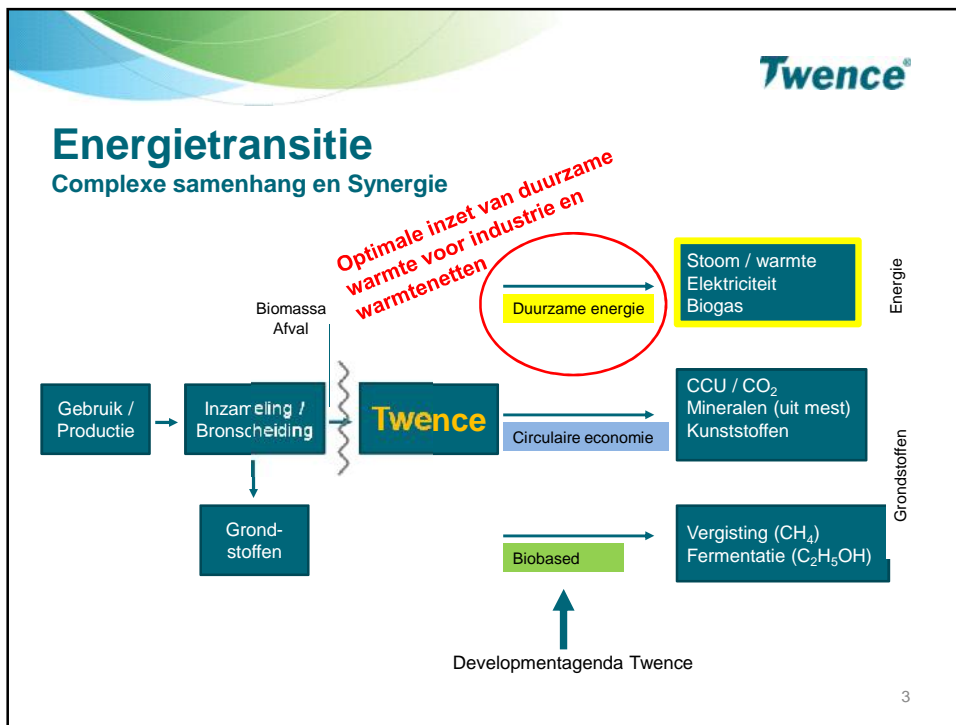 Twence®
Energietransitie
Complexe samenhang en Synergie
Optimale inzet van duurzame
warmte voor industrie en
warmtenetten
Biomassa
Afval
Duurzame energie
Stoom / warmte
Elektriciteit
Biogas
Energie
Gebruik /
Productie
Inzameling /
Bronscheiding
Twence
Circulaire economie
CCU / CO₂
Mineralen (uit mest)
Kunststoffen
Grondstoffen
Grond-
stoffen
Biobased
Vergisting (CH₄)
Fermentatie (C₂H₅OH)
Developmentagenda Twence
3